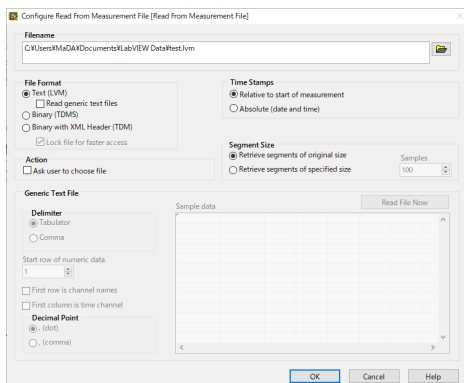 Configure Read From Measurement File [Read From Measurement File]
Filename
C:¥Users¥MaDA¥Documents¥LabVIEW Data¥test.lvm
File Format
Text (LVM)
Read generic text files
Binary (TDMS)
Binary with XML Header (TDM)
Lock file for faster access
Time Stamps
Relative to start of measurement
Absolute (date and time)
Action
Ask user to choose file
Segment Size
Retrieve segments of original size
Retrieve segments of specified size
Samples
100
Generic Text File
Delimiter
Tabulator
Comma
Start row of numeric data
1
First row is channel names
First column is time channel
Decimal Point
. (dot)
, (comma)
Sample data
Read File Now
OK
Cancel
Help